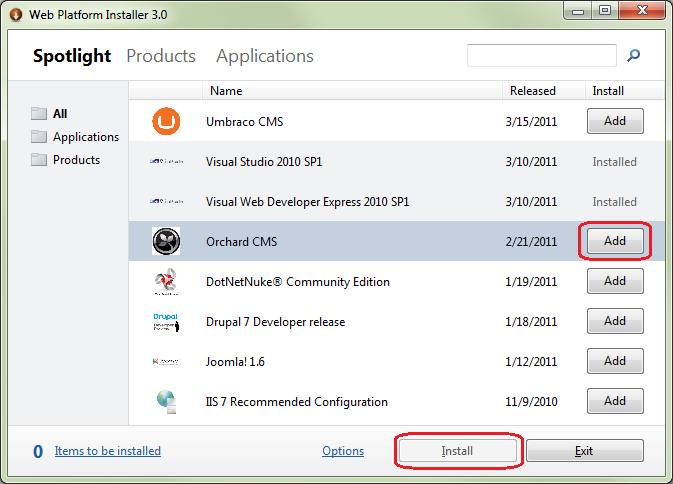 Web Platform Installer 3.0
Spotlight Products Applications
Name Released Install
All
Applications
Products
Umbraco CMS 3/15/2011 Add
Visual Studio 2010 SP1 3/10/2011 Installed
Visual Web Developer Express 2010 SP1 3/10/2011 Installed
Orchard CMS 2/21/2011 Add
DotNetNuke® Community Edition 1/19/2011 Add
Drupal 7 Developer release 1/18/2011 Add
Joomla! 1.6 1/12/2011 Add
IIS 7 Recommended Configuration 11/9/2010 Add
0 Items to be installed Options Install Exit